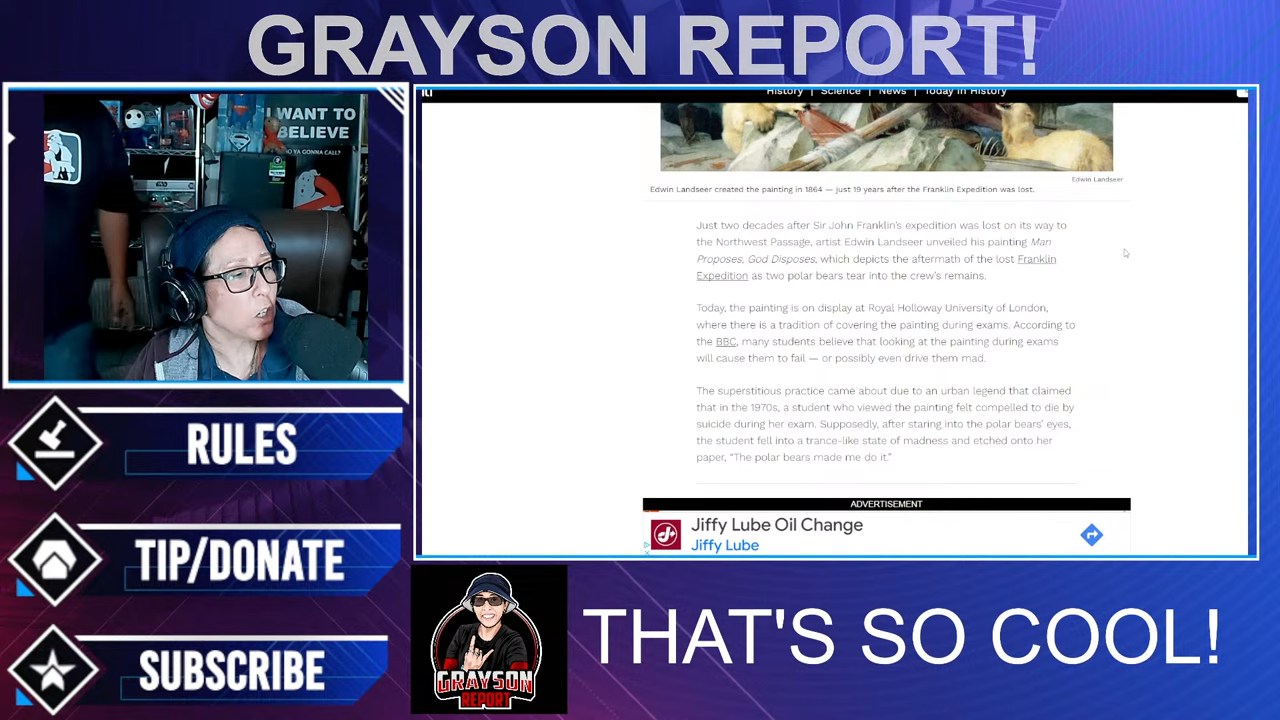 GRAYSON REPORT!
I WANT TO
BELIEVE
YA GONNA CALL?
RULES
TIP/DONATE
SUBSCRIBE
History | Science | News | Today in History
Edwin Landseer
Edwin Landseer created the painting in 1864 — just 19 years after the Franklin Expedition was lost.
Just two decades after Sir John Franklin's expedition was lost on its way to
the Northwest Passage, artist Edwin Landseer unveiled his painting Man
Proposes, God Disposes, which depicts the aftermath of the lost Franklin
Expedition as two polar bears tear into the crew's remains.
Today, the painting is on display at Royal Holloway University of London,
where there is a tradition of covering the painting during exams. According to
the BBC, many students believe that looking at the painting during exams
will cause them to fail — or possibly even drive them mad.
The superstitious practice came about due to an urban legend that claimed
that in the 1970s, a student who viewed the painting felt compelled to die by
suicide during her exam. Supposedly, after staring into the polar bears' eyes,
the student fell into a trance-like state of madness and etched onto her
paper, “The polar bears made me do it.”
ADVERTISEMENT
Jiffy Lube Oil Change
Jiffy Lube
GRAYSON
REPORT
THAT'S SO COOL!